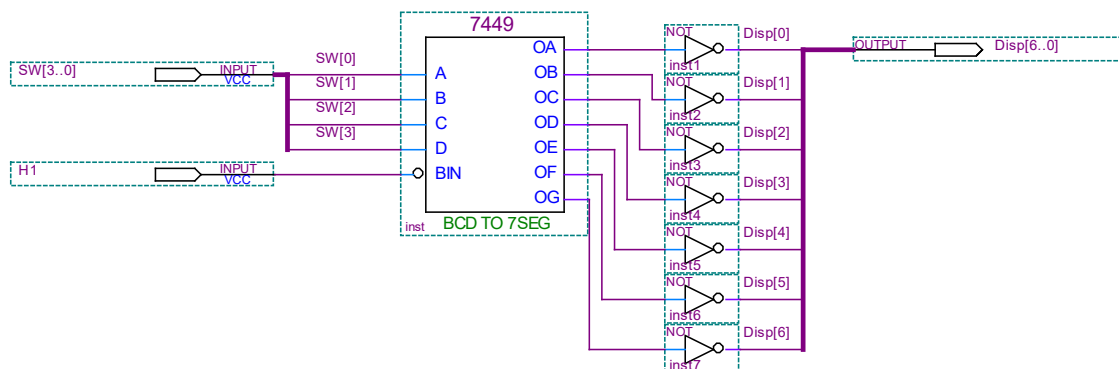 7449
SW[3..0]
INPUT
VCC
SW[0]
SW[1]
SW[2]
SW[3]
H1
INPUT
VCC
A
B
C
D
BIN
OA
OB
OC
OD
OE
OF
OG
inst
BCD TO 7SEG
NOT
inst1
Disp[0]
NOT
inst2
Disp[1]
NOT
inst3
Disp[2]
NOT
inst4
Disp[3]
NOT
inst5
Disp[4]
NOT
inst6
Disp[5]
NOT
inst7
Disp[6]
OUTPUT
Disp[6..0]